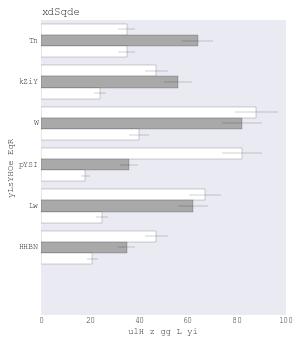 xdSqde
yLsYHOe EqR
Tn
kZiY
W
pYSI
Lw
HHBN
0 20 40 60 80 100
ulH z gg L yi